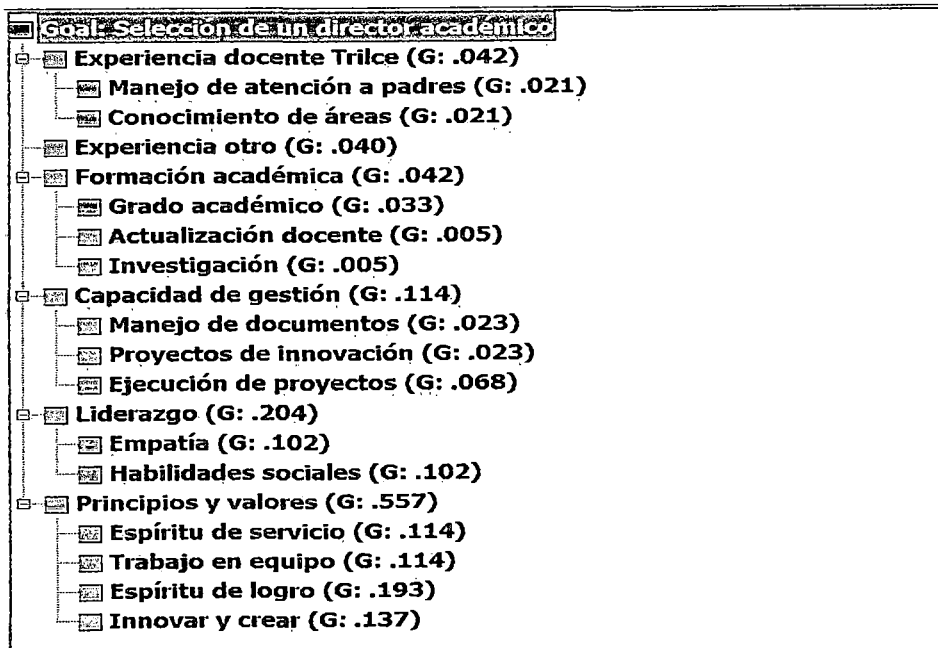 Goal: Selección de un director académico
Experiencia docente Trilce (G: .042)
Manejo de atención a padres (G: .021)
Conocimiento de áreas (G: .021)
Experiencia otro (G: .040)
Formación académica (G: .042)
Grado académico (G: .033)
Actualización docente (G: .005)
Investigación (G: .005)
Capacidad de gestión (G: .114)
Manejo de documentos (G: .023)
Proyectos de innovación (G: .023)
Ejecución de proyectos (G: .068)
Liderazgo (G: .204)
Empatía (G: .102)
Habilidades sociales (G: .102)
Principios y valores (G: .557)
Espíritu de servicio (G: .114)
Trabajo en equipo (G: .114)
Espíritu de logro (G: .193)
Innovar y crear (G: .137)